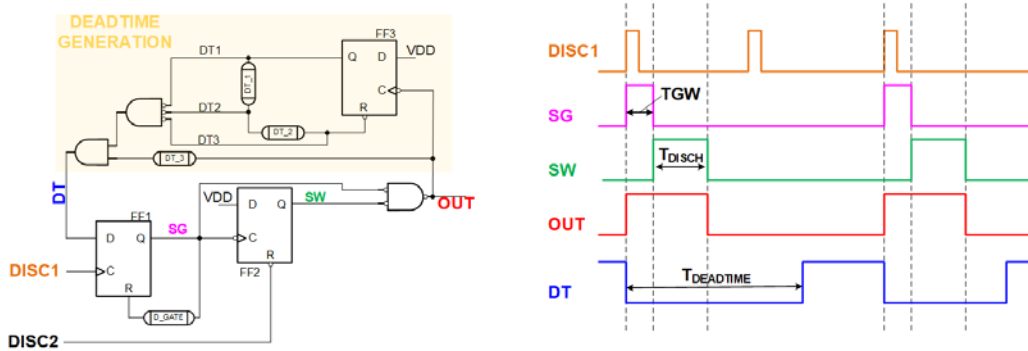 DEADTIME
GENERATION
DT1
DT2
DT3
DT_1
DT_2
DT_3
FF3
Q D
VDD
C
R
DT
FF1
D Q
C
R
SG
VDD
D Q
C
R
FF2
SW
OUT
DISC1
D_GATE
DISC2
DISC1
SG
TGW
SW
TDISCH
OUT
DT
TDEADTIME